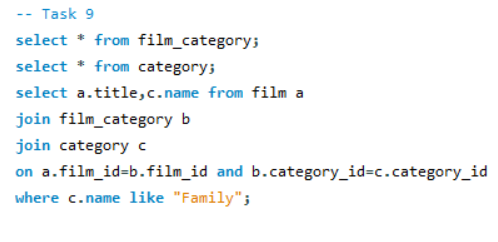 -- Task 9
select * from film_category;
select * from category;
select a.title,c.name from film a
join film_category b
join category c
on a.film_id=b.film_id and b.category_id=c.category_id
where c.name like "Family";